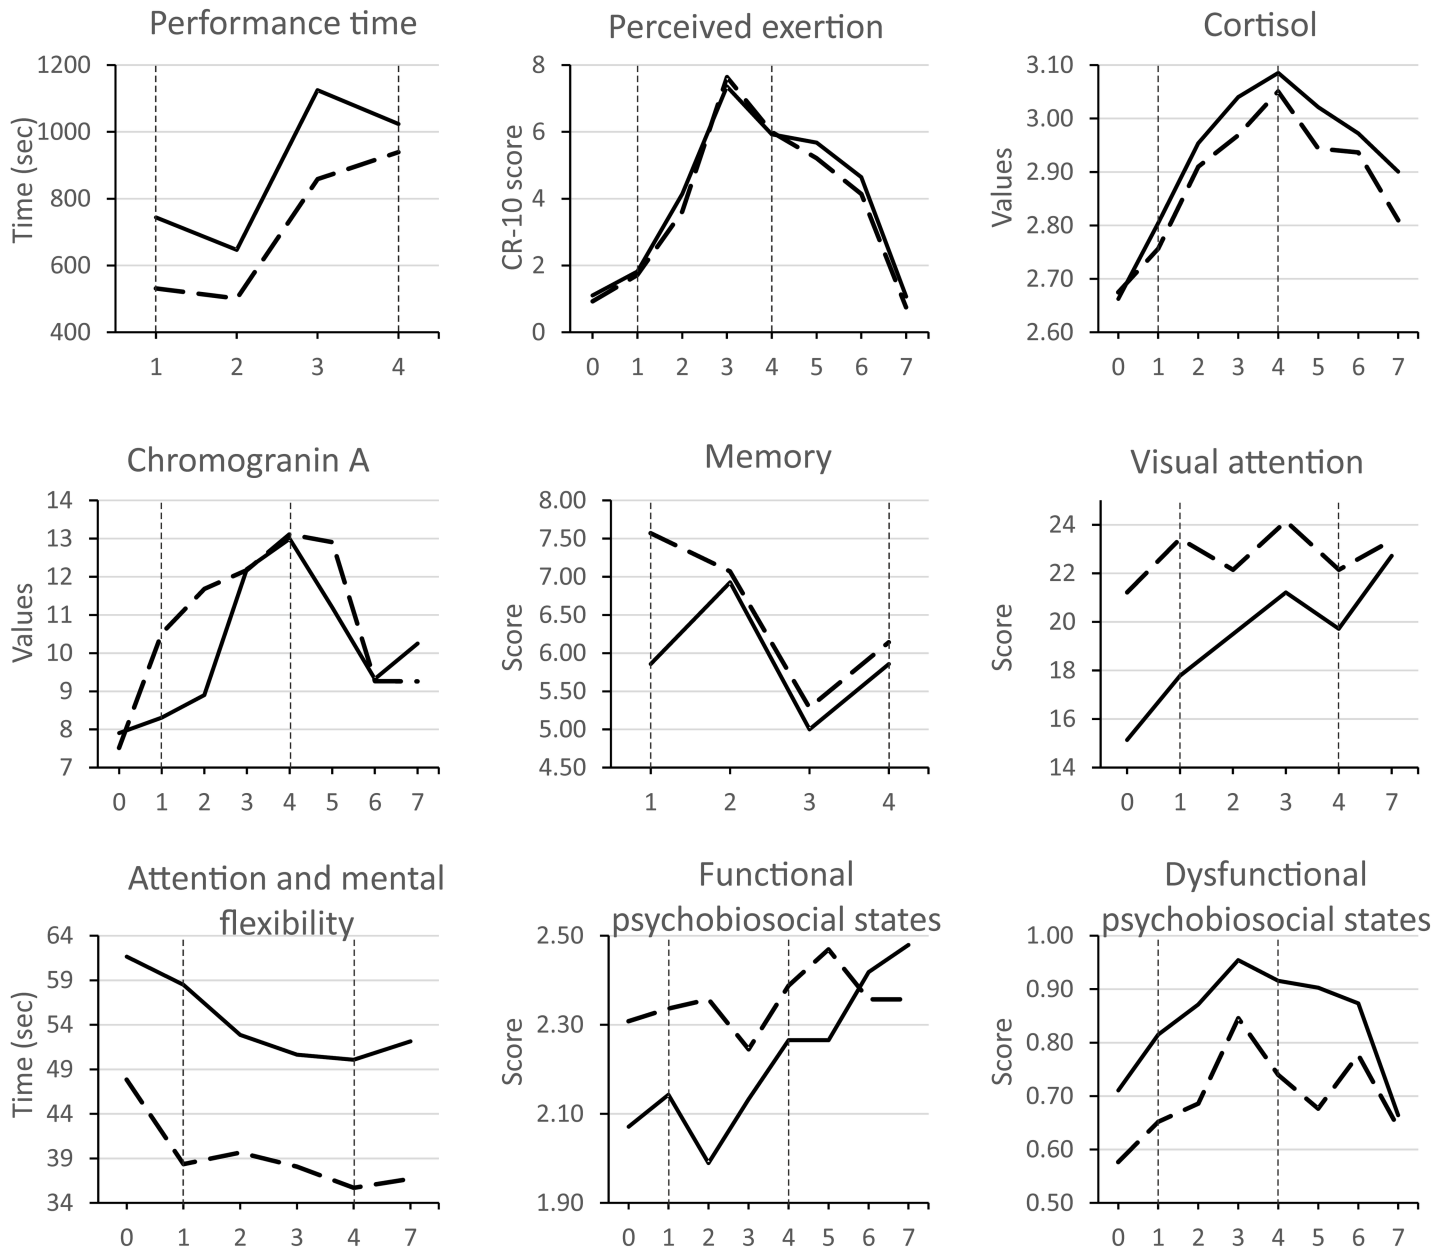 Performance time
1200
1000
800
600
400
Time (sec)
1 2 3 4
Perceived exertion
8
6
4
2
0
CR-10 score
0 1 2 3 4 5 6 7
Cortisol
3.10
3.00
2.90
2.80
2.70
2.60
Values
0 1 2 3 4 5 6 7
Chromogranin A
14
13
12
11
10
9
8
7
Values
0 1 2 3 4 5 6 7
Memory
8.00
7.50
7.00
6.50
6.00
5.50
5.00
4.50
Score
1 2 3 4
Visual attention
24
22
20
18
16
14
Score
0 1 2 3 4 7
Attention and mental
flexibility
64
59
54
49
44
39
34
Time (sec)
0 1 2 3 4 7
Functional
psychobiosocial states
2.50
2.30
2.10
1.90
Score
0 1 2 3 4 5 6 7
Dysfunctional
psychobiosocial states
1.00
0.90
0.80
0.70
0.60
0.50
Score
0 1 2 3 4 5 6 7